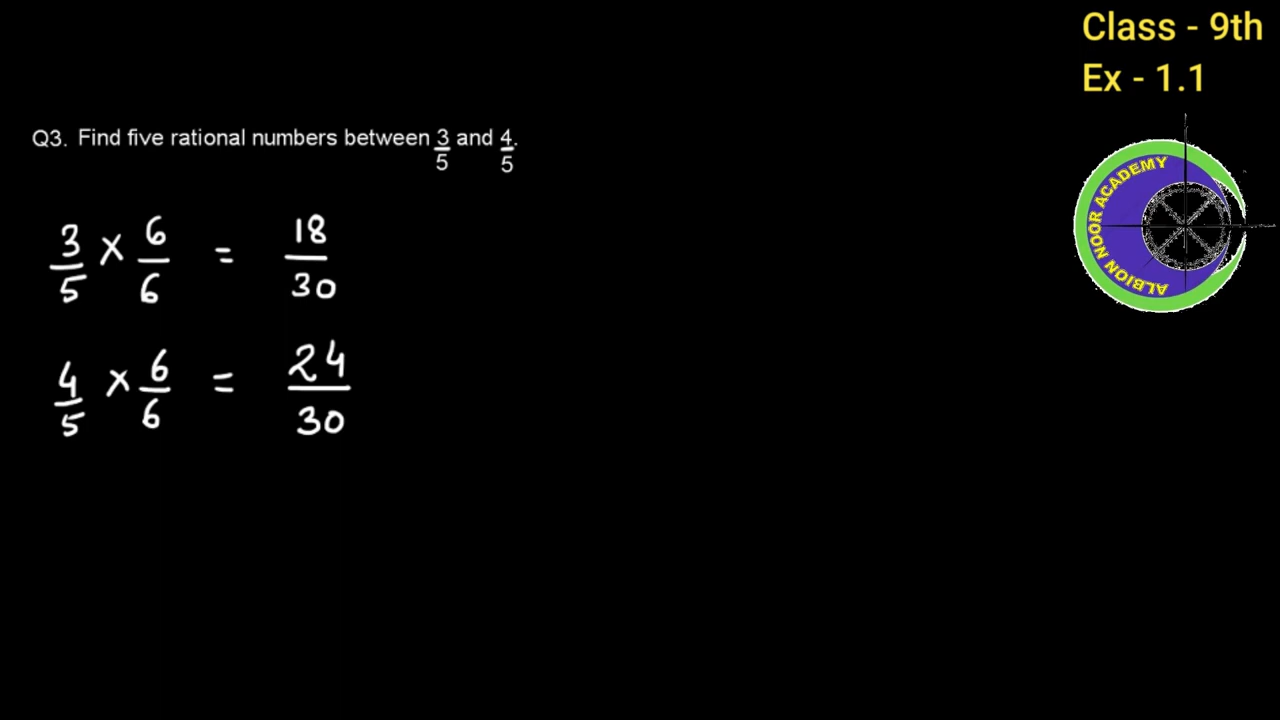 Class - 9th
Ex - 1.1
Q3. Find five rational numbers between 3/5 and 4/5.
ALBION NOOR ACADEMY
3/5 × 6/6 = 18/30
4/5 × 6/6 = 24/30